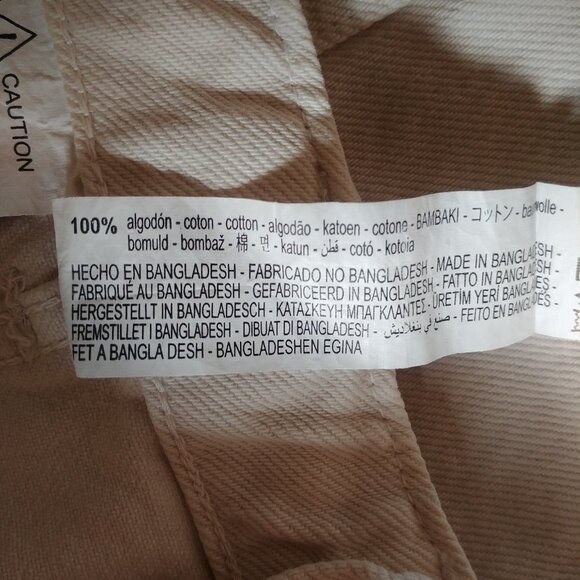 CAUTION
100% algodón - coton - cotton - algodão - katoen - cotone - BAMBAKI - コットン - baumwolle -
bomuld - bombaž - 棉 - 면 - katun - قطن - cotó - kotoia
HECHO EN BANGLADESH - FABRICADO NO BANGLADESH - MADE IN BANGLADESH -
FABRIQUÉ AU BANGLADESH - GEFABRICEERD IN BANGLADESH - FATTO IN BANGLADESH -
HERGESTELLT IN BANGLADESCH - ΚΑΤΑΣΚΕΥΗ ΜΠΑΓΚΛΑΝΤΕΣ - ÜRETİM YERİ BANGLADEŞ -
FREMSTILLET I BANGLADESH - DIBUAT DI BANGLADESH - صنع في بنغلاديش - FEITO EN BANGLADES -
FET A BANGLA DESH - BANGLADESHEN EGINA